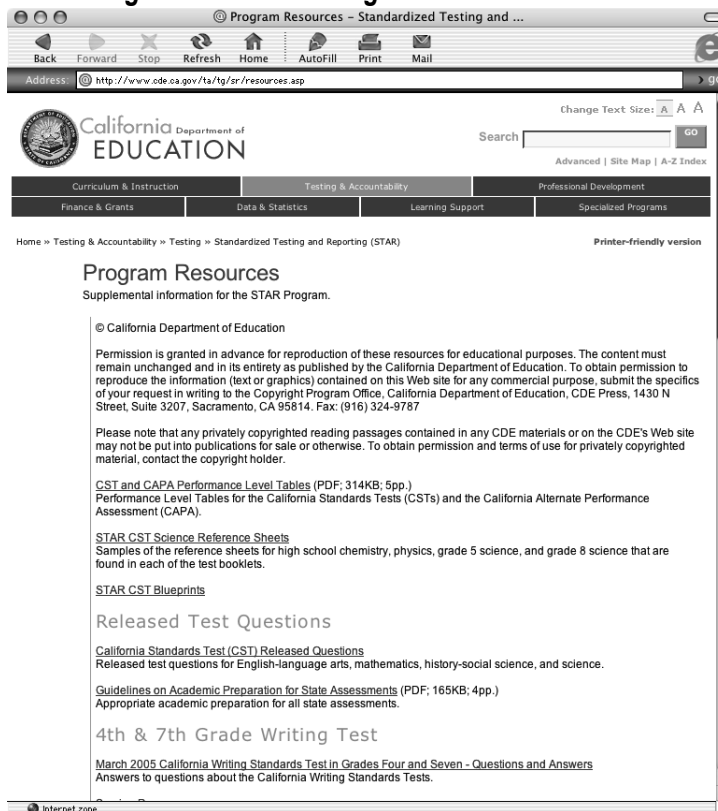 @ Program Resources – Standardized Testing and ...
Back Forward Stop Refresh Home AutoFill Print Mail
Address: @ http://www.cde.ca.gov/ta/tg/sr/resources.asp
Change Text Size: A A A
California Department of
EDUCATION
Search GO
Advanced | Site Map | A-Z Index
Curriculum & Instruction Testing & Accountability Professional Development
Finance & Grants Data & Statistics Learning Support Specialized Programs
Home » Testing & Accountability » Testing » Standardized Testing and Reporting (STAR) Printer-friendly version
Program Resources
Supplemental information for the STAR Program.
© California Department of Education
Permission is granted in advance for reproduction of these resources for educational purposes. The content must
remain unchanged and in its entirety as published by the California Department of Education. To obtain permission to
reproduce the information (text or graphics) contained on this Web site for any commercial purpose, submit the specifics
of your request in writing to the Copyright Program Office, California Department of Education, CDE Press, 1430 N
Street, Suite 3207, Sacramento, CA 95814. Fax: (916) 324-9787
Please note that any privately copyrighted reading passages contained in any CDE materials or on the CDE's Web site
may not be put into publications for sale or otherwise. To obtain permission and terms of use for privately copyrighted
material, contact the copyright holder.
CST and CAPA Performance Level Tables (PDF; 314KB; 5pp.)
Performance Level Tables for the California Standards Tests (CSTs) and the California Alternate Performance
Assessment (CAPA).
STAR CST Science Reference Sheets
Samples of the reference sheets for high school chemistry, physics, grade 5 science, and grade 8 science that are
found in each of the test booklets.
STAR CST Blueprints
Released Test Questions
California Standards Test (CST) Released Questions
Released test questions for English-language arts, mathematics, history-social science, and science.
Guidelines on Academic Preparation for State Assessments (PDF; 165KB; 4pp.)
Appropriate academic preparation for all state assessments.
4th & 7th Grade Writing Test
March 2005 California Writing Standards Test in Grades Four and Seven - Questions and Answers
Answers to questions about the California Writing Standards Tests.
Internet zone